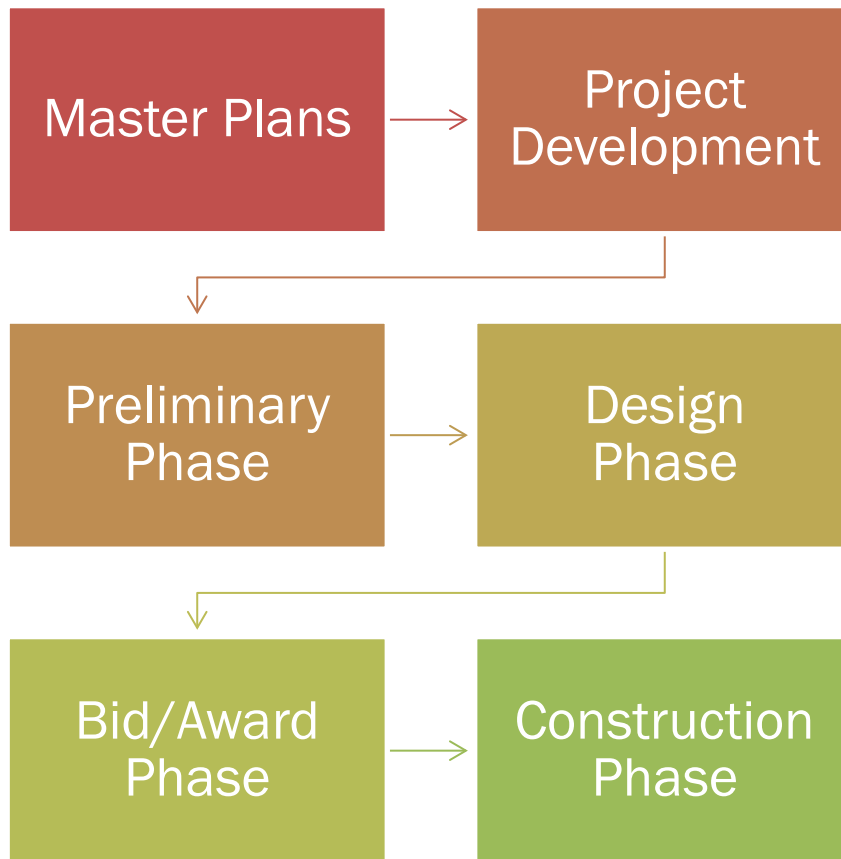 Master Plans
Project
Development
Preliminary
Phase
Design
Phase
Bid/Award
Phase
Construction
Phase